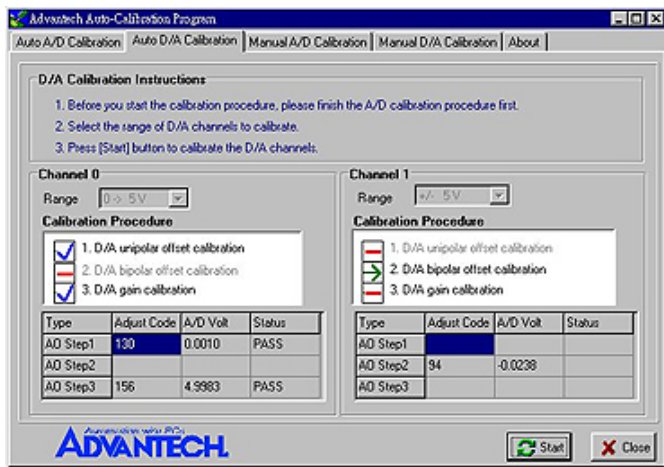 Advantech Auto-Calibration Program
Auto A/D Calibration Auto D/A Calibration Manual A/D Calibration Manual D/A Calibration About
D/A Calibration Instructions
1. Before you start the calibration procedure, please finish the A/D calibration procedure first.
2. Select the range of D/A channels to calibrate.
3. Press [Start] button to calibrate the D/A channels.
Channel 0
Range 0 -> 5V
Calibration Procedure
1. D/A unipolar offset calibration
2. D/A bipolar offset calibration
3. D/A gain calibration
Type Adjust Code A/D Volt Status
AO Step1 130 0.0010 PASS
AO Step2
AO Step3 156 4.9983 PASS
Channel 1
Range +/- 5V
Calibration Procedure
1. D/A unipolar offset calibration
2. D/A bipolar offset calibration
3. D/A gain calibration
Type Adjust Code A/D Volt Status
AO Step1
AO Step2 94 -0.0238
AO Step3
ADVANTECH
Start Close